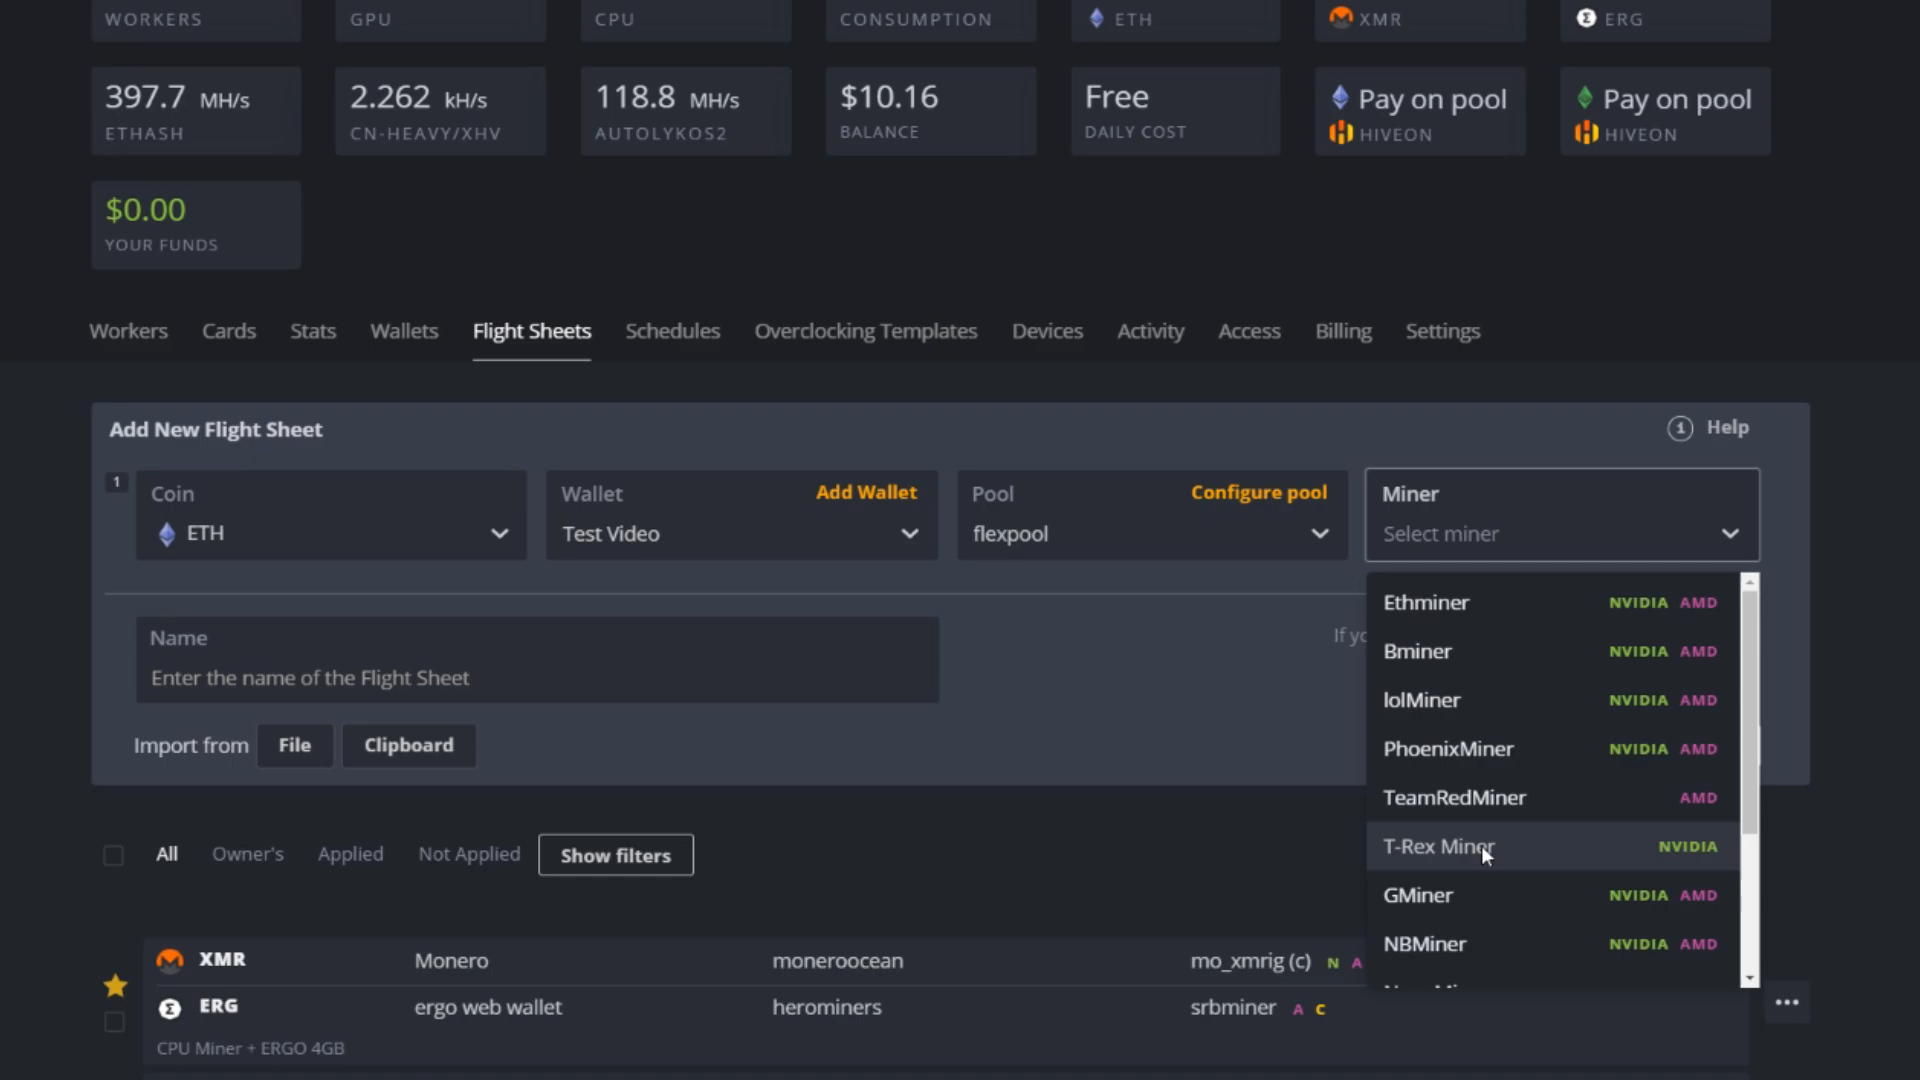 WORKERS GPU CPU CONSUMPTION ETH XMR ERG
397.7 MH/s 2.262 kH/s 118.8 MH/s $10.16 Free Pay on pool Pay on pool
ETHASH CN-HEAVY/XHV AUTOLYKOS2 BALANCE DAILY COST HIVEON HIVEON
$0.00
YOUR FUNDS
Workers Cards Stats Wallets Flight Sheets Schedules Overclocking Templates Devices Activity Access Billing Settings
Add New Flight Sheet Help
1 Coin Wallet Add Wallet Pool Configure pool Miner
ETH Test Video flexpool Select miner
Ethminer NVIDIA AMD
Name
Bminer NVIDIA AMD
Enter the name of the Flight Sheet
lolMiner NVIDIA AMD
Import from File Clipboard
PhoenixMiner NVIDIA AMD
TeamRedMiner AMD
T-Rex Miner NVIDIA
All Owner's Applied Not Applied Show filters
GMiner NVIDIA AMD
NBMiner NVIDIA AMD
XMR Monero moneroocean mo_xmrig (c) N A
ERG ergo web wallet herominers srbminer A C
CPU Miner + ERGO 4GB